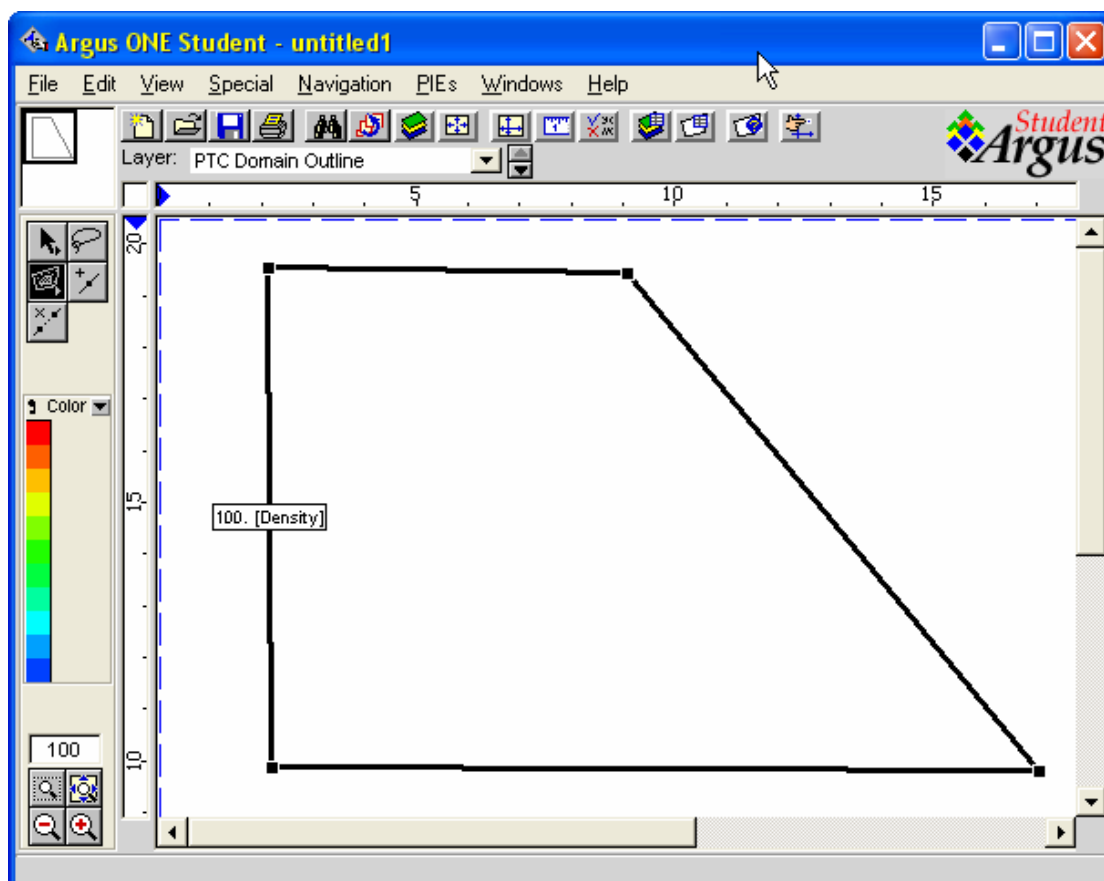 Argus ONE Student - untitled1
File Edit View Special Navigation PIEs Windows Help
Student
Argus
Layer: PTC Domain Outline
5 10 15
20
Color
15
100. [Density]
100
10